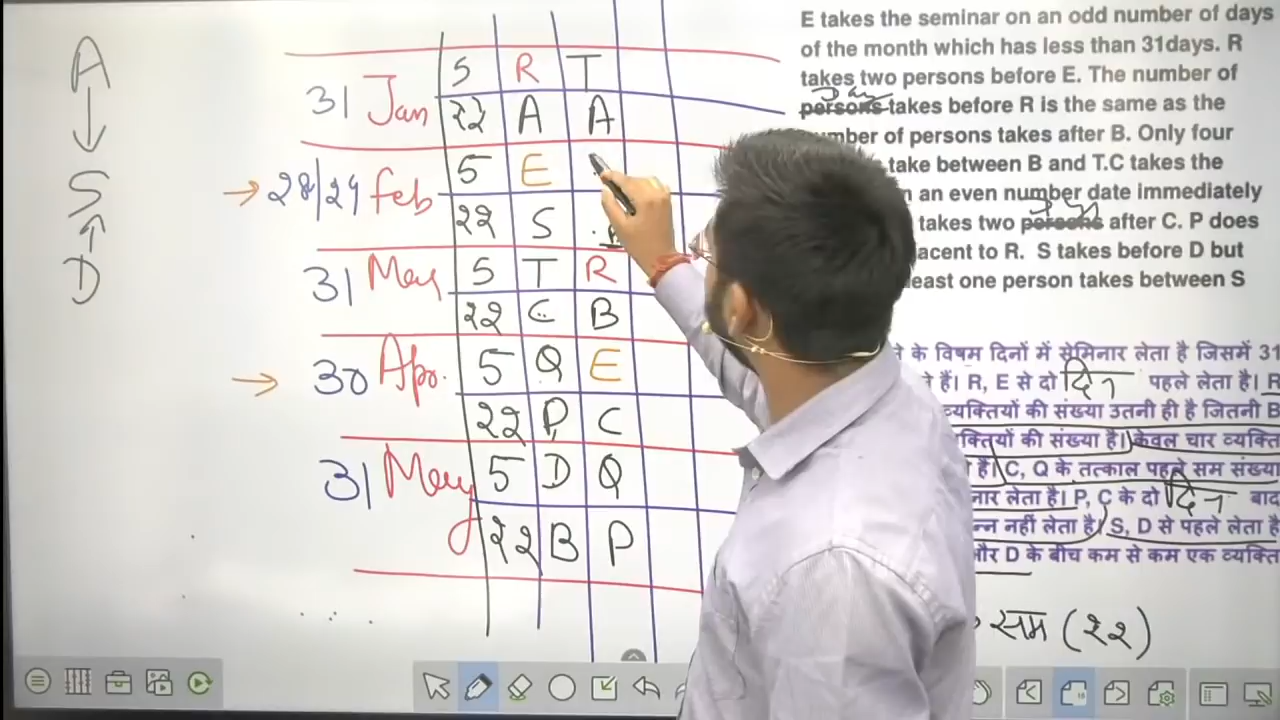 E takes the seminar on an odd number of days
of the month which has less than 31days. R
takes two persons before E. The number of
Day
persons takes before R is the same as the
mber of persons takes after B. Only four
take between B and T.C takes the
n an even number date immediately
takes two persons after C. P does
acent to R. S takes before D but
least one person takes between S
A
S
D
31 Jan 5 R T
२२ A A
28/29 feb 5 E
२२ S
31 5 T R
२२ C B
30 Apr. 5 Q E
२२ P C
31 May 5 D Q
२२ B P
के विषम दिनों में सेमिनार लेता है जिसमें 31
हैं। R, E से दो दिन पहले लेता है। R
व्यक्तियों की संख्या उतनी ही है जितनी B
क्तियों की संख्या है। केवल चार व्यक्ति
हैं। C, Q के तत्काल पहले सम संख्या
नार लेता है। P, C के दो दिन बाद
न्न नहीं लेता है। S, D से पहले लेता है
और D के बीच कम से कम एक व्यक्ति
सम (२२)